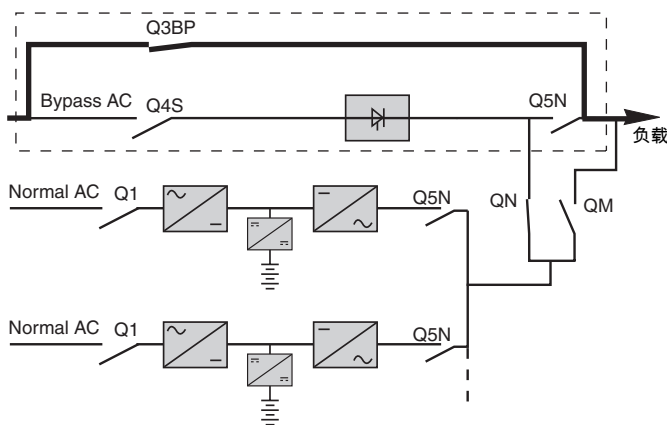 Q3BP
Bypass AC
Q4S
Q5N
负载
Normal AC
Q1
Q5N
QN
QM
Normal AC
Q1
Q5N